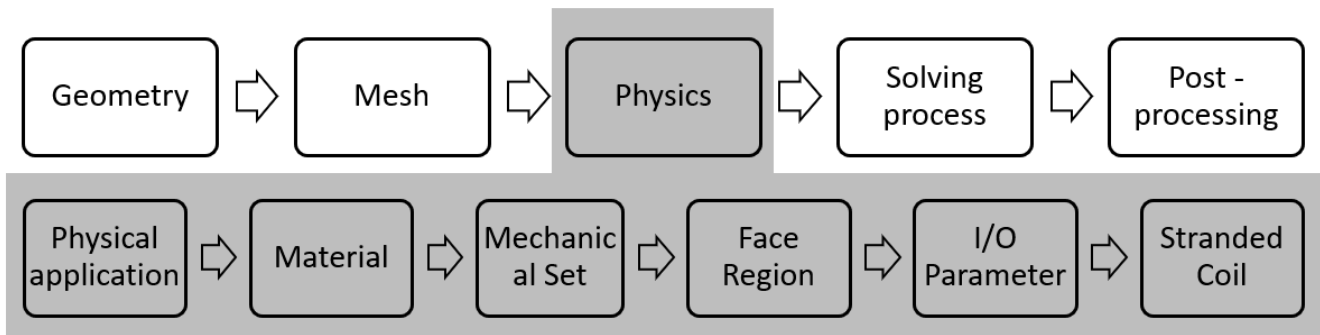 Geometry
Mesh
Physics
Solving
process
Post -
processing
Physical
application
Material
Mechanic
al Set
Face
Region
I/O
Parameter
Stranded
Coil